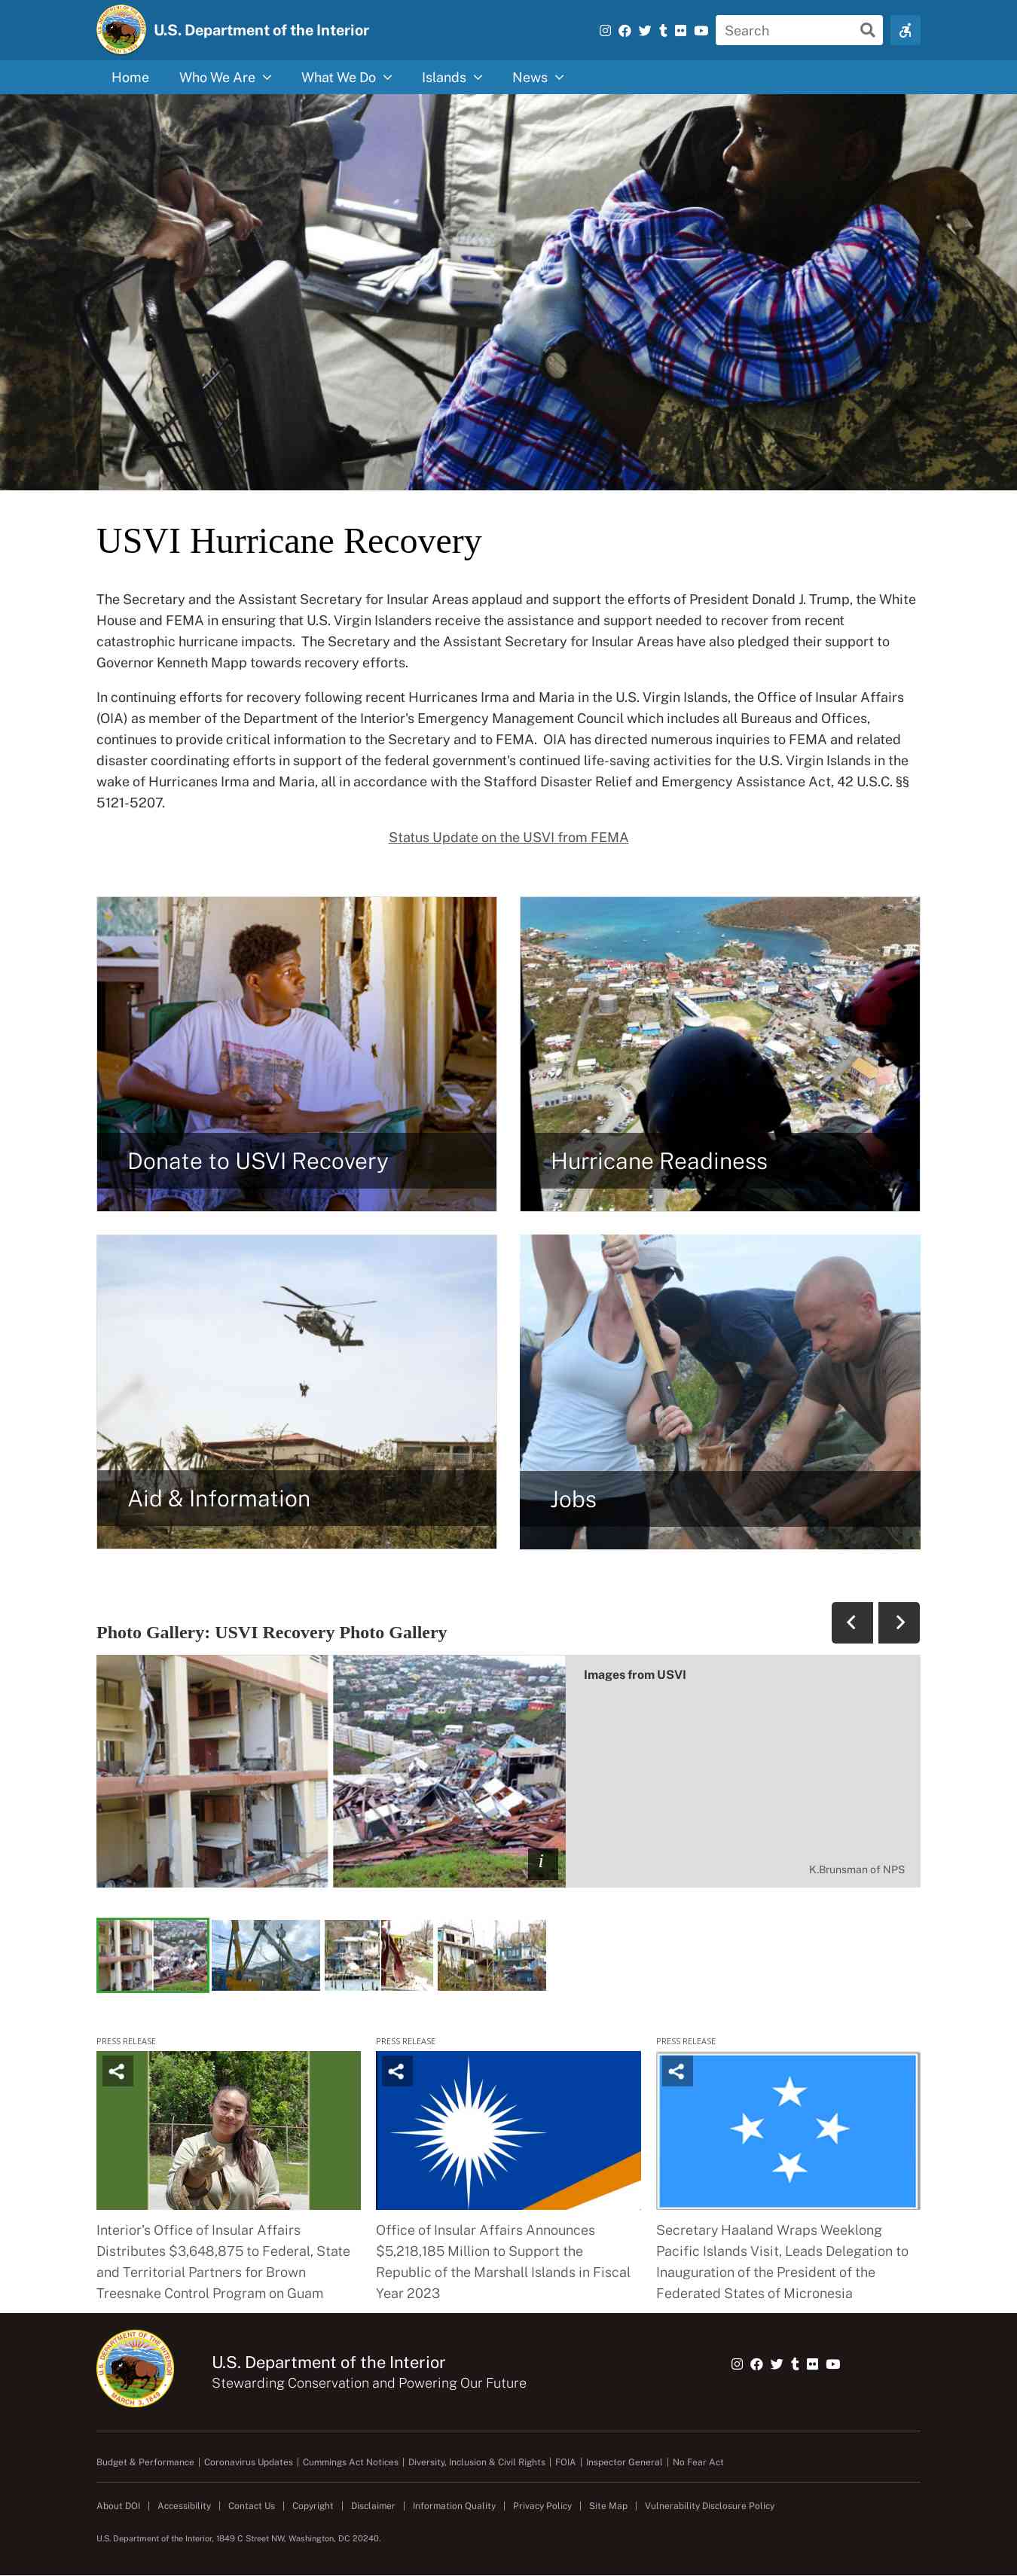 U.S. Department of the Interior
Search
Home Who We Are What We Do Islands News
USVI Hurricane Recovery
The Secretary and the Assistant Secretary for Insular Areas applaud and support the efforts of President Donald J. Trump, the White
House and FEMA in ensuring that U.S. Virgin Islanders receive the assistance and support needed to recover from recent
catastrophic hurricane impacts.  The Secretary and the Assistant Secretary for Insular Areas have also pledged their support to
Governor Kenneth Mapp towards recovery efforts.
In continuing efforts for recovery following recent Hurricanes Irma and Maria in the U.S. Virgin Islands, the Office of Insular Affairs
(OIA) as member of the Department of the Interior's Emergency Management Council which includes all Bureaus and Offices,
continues to provide critical information to the Secretary and to FEMA.  OIA has directed numerous inquiries to FEMA and related
disaster coordinating efforts in support of the federal government's continued life-saving activities for the U.S. Virgin Islands in the
wake of Hurricanes Irma and Maria, all in accordance with the Stafford Disaster Relief and Emergency Assistance Act, 42 U.S.C. §§
5121-5207.
Status Update on the USVI from FEMA
Donate to USVI Recovery
Hurricane Readiness
Aid & Information
Jobs
Photo Gallery: USVI Recovery Photo Gallery
Images from USVI
i
K.Brunsman of NPS
PRESS RELEASE
Interior's Office of Insular Affairs
Distributes $3,648,875 to Federal, State
and Territorial Partners for Brown
Treesnake Control Program on Guam
PRESS RELEASE
Office of Insular Affairs Announces
$5,218,185 Million to Support the
Republic of the Marshall Islands in Fiscal
Year 2023
PRESS RELEASE
Secretary Haaland Wraps Weeklong
Pacific Islands Visit, Leads Delegation to
Inauguration of the President of the
Federated States of Micronesia
U.S. DEPARTMENT OF THE INTERIOR
MARCH 3, 1849
U.S. Department of the Interior
Stewarding Conservation and Powering Our Future
Budget & Performance | Coronavirus Updates | Cummings Act Notices | Diversity, Inclusion & Civil Rights | FOIA | Inspector General | No Fear Act
About DOI | Accessibility | Contact Us | Copyright | Disclaimer | Information Quality | Privacy Policy | Site Map | Vulnerability Disclosure Policy
U.S. Department of the Interior, 1849 C Street NW, Washington, DC 20240.